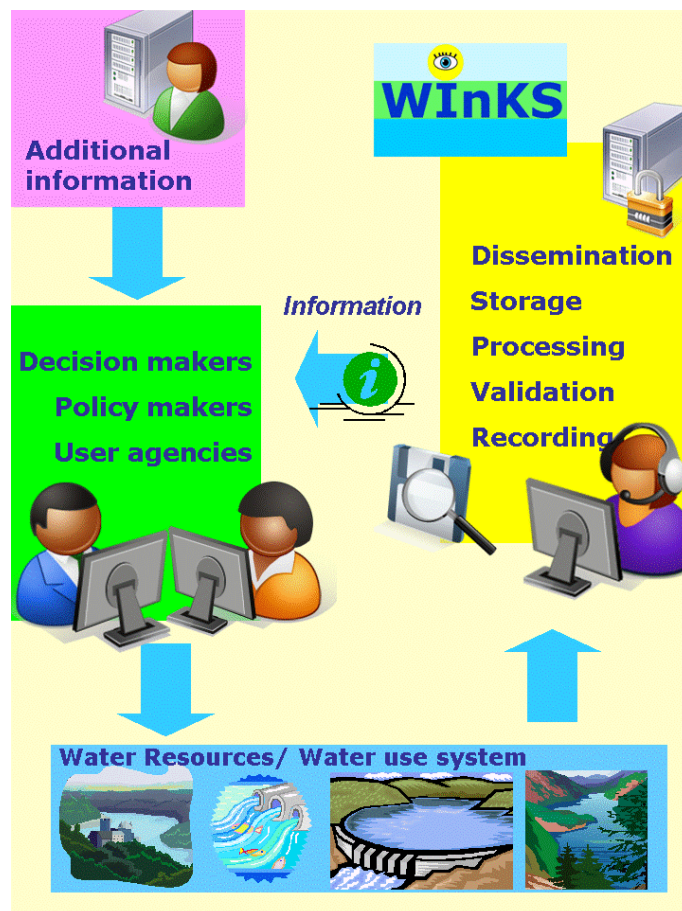 Additional
information
WInKS
Dissemination
Storage
Processing
Validation
Recording
Information
i
Decision makers
Policy makers
User agencies
Water Resources/ Water use system